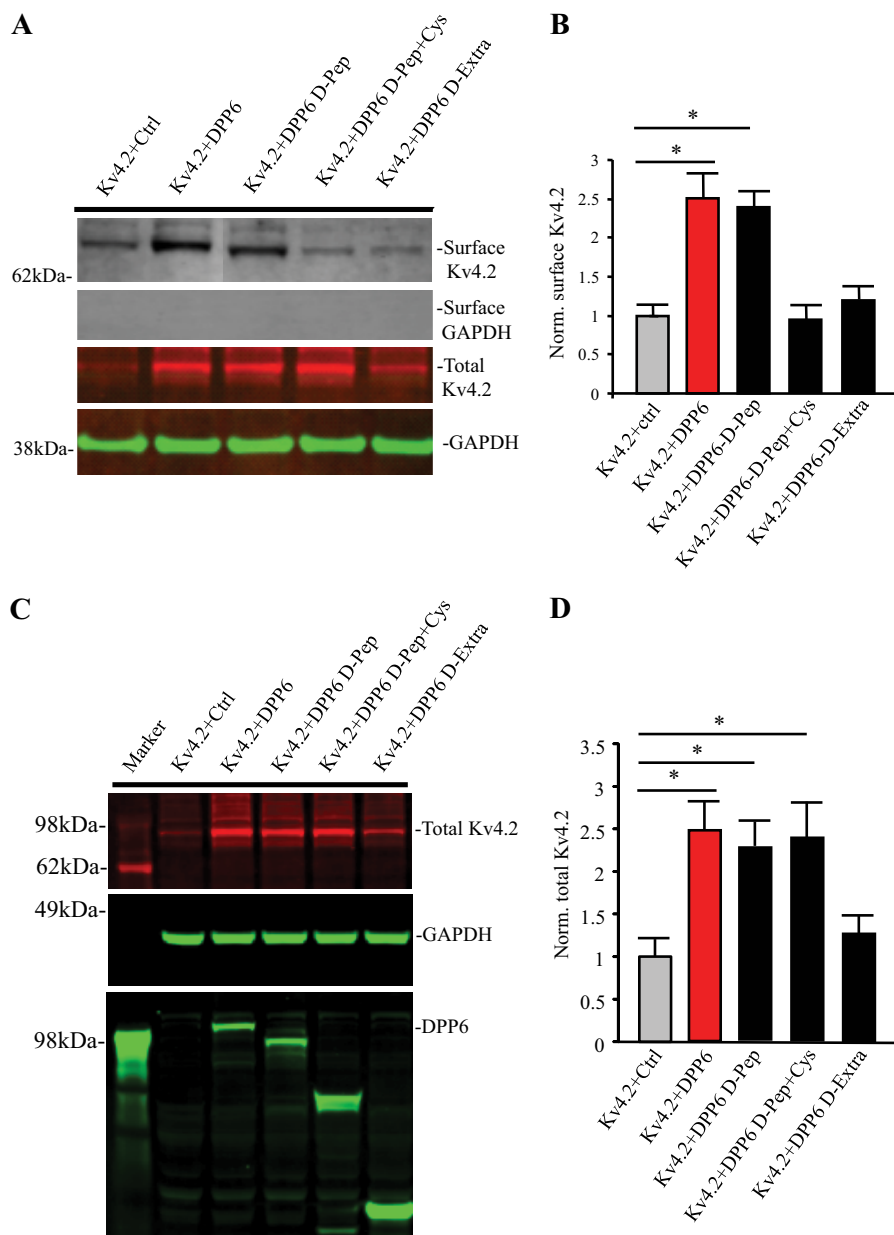 A
Kv4.2+Ctrl
Kv4.2+DPP6
Kv4.2+DPP6 D-Pep
Kv4.2+DPP6 D-Pep+Cys
Kv4.2+DPP6 D-Extra
-Surface
Kv4.2
62kDa-
-Surface
GAPDH
-Total
Kv4.2
38kDa-
-GAPDH
B
*
*
Norm. surface Kv4.2
3
2.5
2
1.5
1
0.5
0
Kv4.2+ctrl
Kv4.2+DPP6
Kv4.2+DPP6-D-Pep
Kv4.2+DPP6-D-Pep+Cys
Kv4.2+DPP6-D-Extra
C
Marker
Kv4.2+Ctrl
Kv4.2+DPP6
Kv4.2+DPP6 D-Pep
Kv4.2+DPP6 D-Pep+Cys
Kv4.2+DPP6 D-Extra
98kDa-
-Total Kv4.2
62kDa-
49kDa-
-GAPDH
-DPP6
98kDa-
D
*
*
*
Norm. total Kv4.2
3.5
3
2.5
2
1.5
1
0.5
0
Kv4.2+Ctrl
Kv4.2+DPP6
Kv4.2+DPP6 D-Pep
Kv4.2+DPP6 D-Pep+Cys
Kv4.2+DPP6 D-Extra